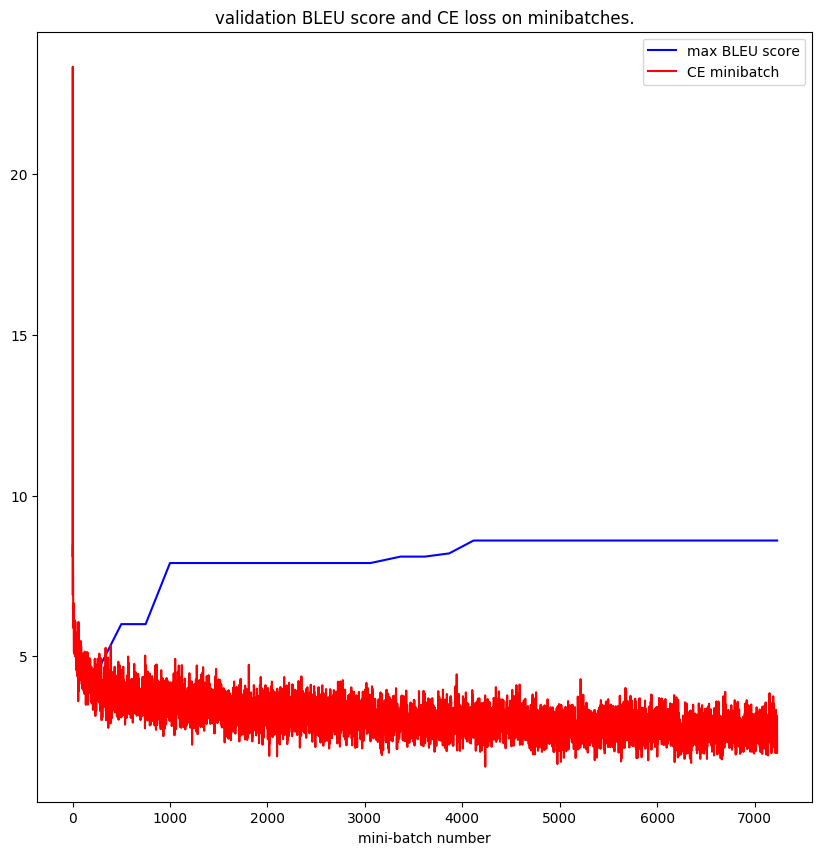 validation BLEU score and CE loss on minibatches.
max BLEU score
CE minibatch
20
15
10
5
0 1000 2000 3000 4000 5000 6000 7000
mini-batch number